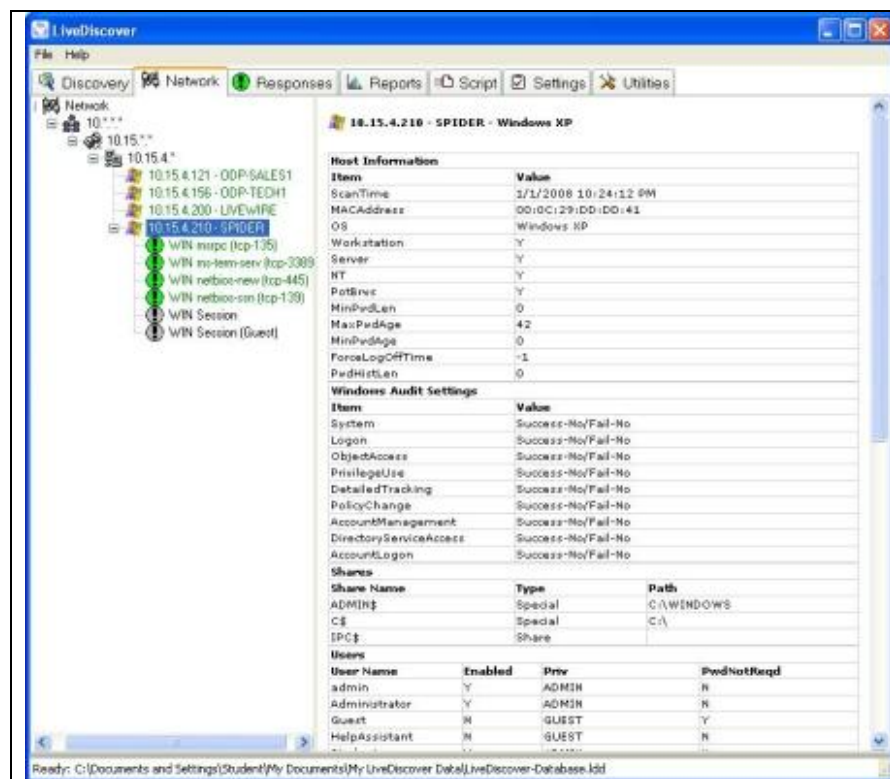 LiveDiscover
File Help
Discovery Network Responses Reports Script Settings Utilities
Network
10.*.*.*
10.15.*.*
10.15.4.*
10.15.4.121 - ODP-SALES1
10.15.4.156 - ODP-TECH1
10.15.4.200 - LIVEWIRE
10.15.4.210 - SPIDER
WIN msrpc (tcp-135)
WIN ms-term-serv (tcp-3389
WIN netbios-new (tcp-445)
WIN netbios-ssn (tcp-139)
WIN Session
WIN Session (Guest)
10.15.4.210 - SPIDER - Windows XP
Host Information
Item Value
ScanTime 1/1/2008 10:24:12 PM
MACAddress 00:0C:29:DD:DD:41
OS Windows XP
Workstation Y
Server Y
NT Y
PotBrws Y
MinPwdLen 0
MaxPwdAge 42
MinPwdAge 0
ForceLogOffTime -1
PwdHistLen 0
Windows Audit Settings
Item Value
System Success-No/Fail-No
Logon Success-No/Fail-No
ObjectAccess Success-No/Fail-No
PrivilegeUse Success-No/Fail-No
DetailedTracking Success-No/Fail-No
PolicyChange Success-No/Fail-No
AccountManagement Success-No/Fail-No
DirectoryServiceAccess Success-No/Fail-No
AccountLogon Success-No/Fail-No
Shares
Share Name Type Path
ADMIN$ Special C:\WINDOWS
C$ Special C:\
IPC$ Share
Users
User Name Enabled Priv PwdNotReqd
admin Y ADMIN N
Administrator Y ADMIN N
Guest N GUEST Y
HelpAssistant N GUEST N
Ready: C:\Documents and Settings\Student\My Documents\My LiveDiscover Data\LiveDiscover-Database.ldd